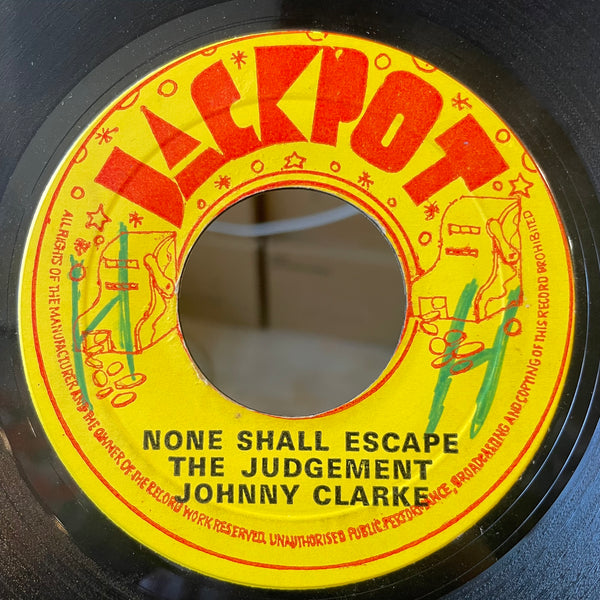 JACKPOT
NONE SHALL ESCAPE
THE JUDGEMENT
JOHNNY CLARKE
ALL RIGHTS OF THE MANUFACTURER AND THE OWNER OF THE RECORD WORK RESERVED. UNAUTHORISED PUBLIC PERFORMANCE, BROADCASTING AND COPYING OF THIS RECORD PROHIBITED